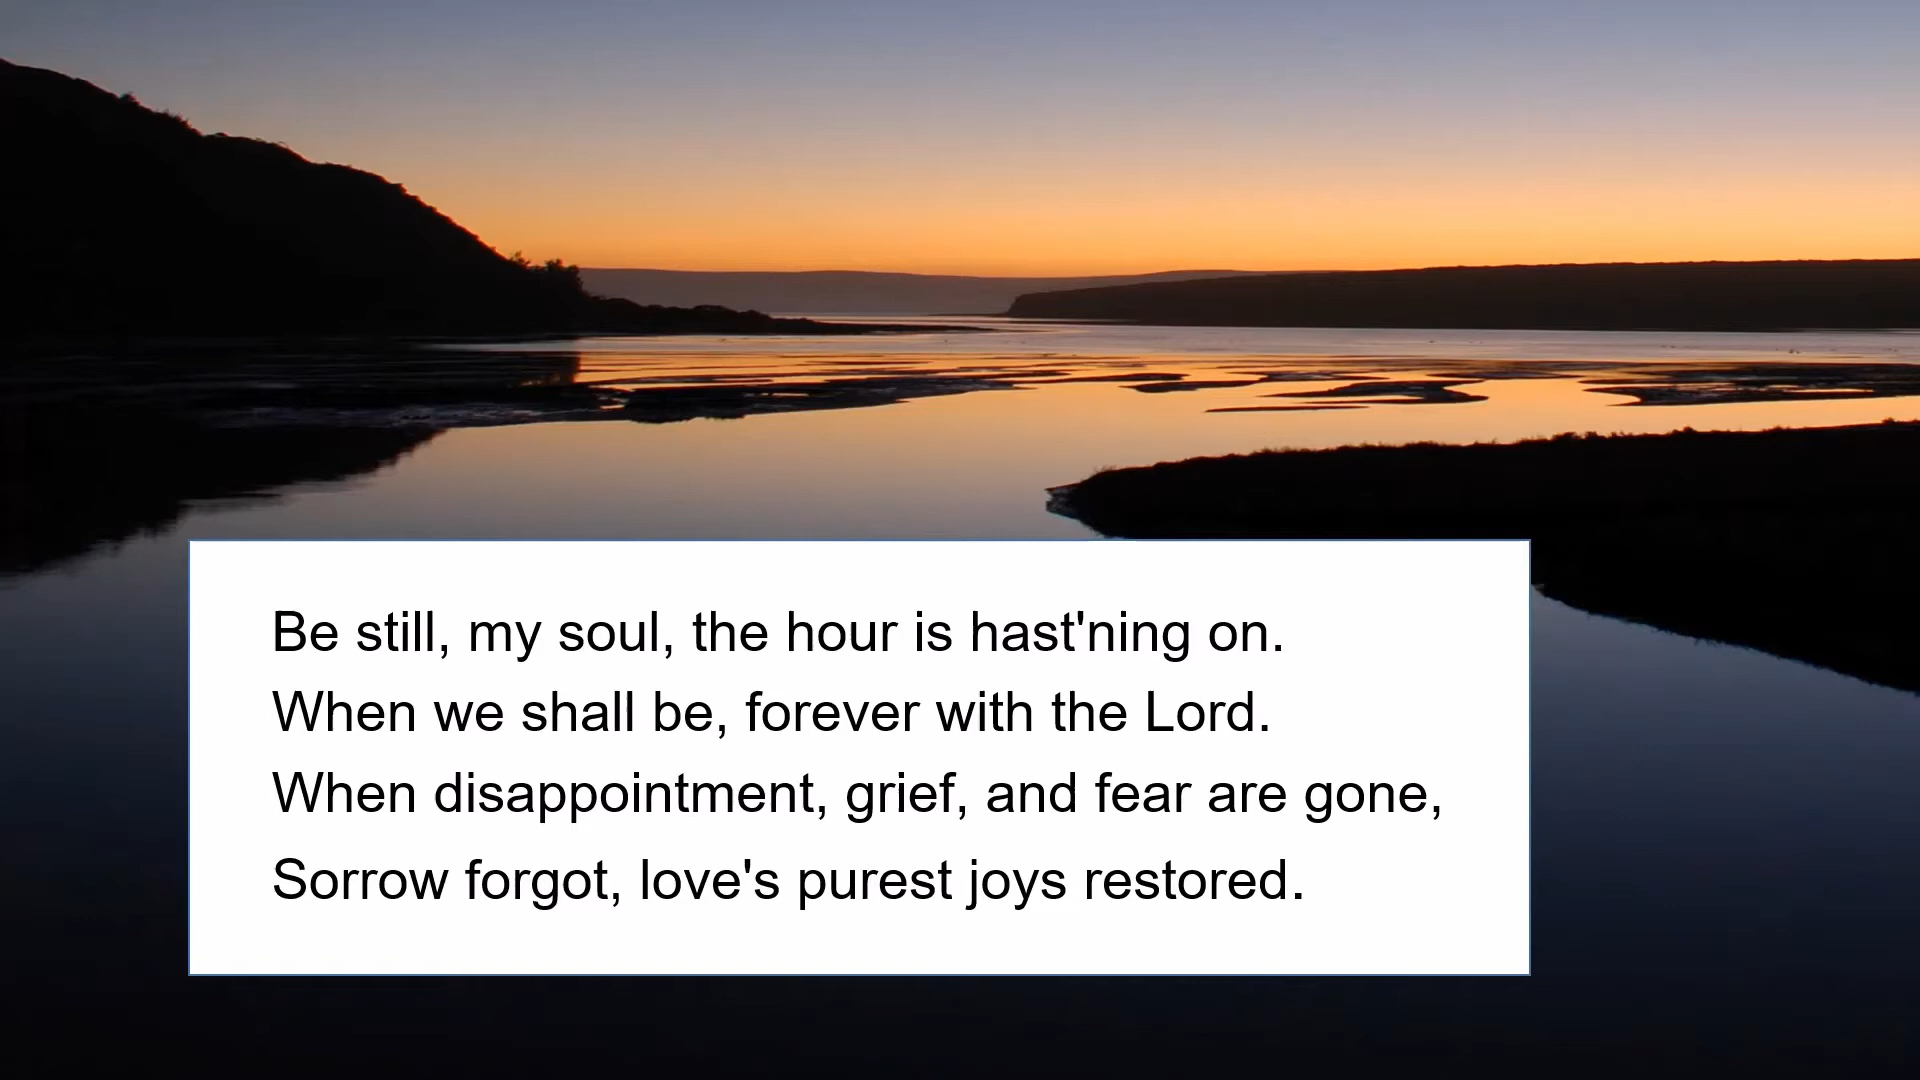 Be still, my soul, the hour is hast'ning on.
When we shall be, forever with the Lord.
When disappointment, grief, and fear are gone,
Sorrow forgot, love's purest joys restored.